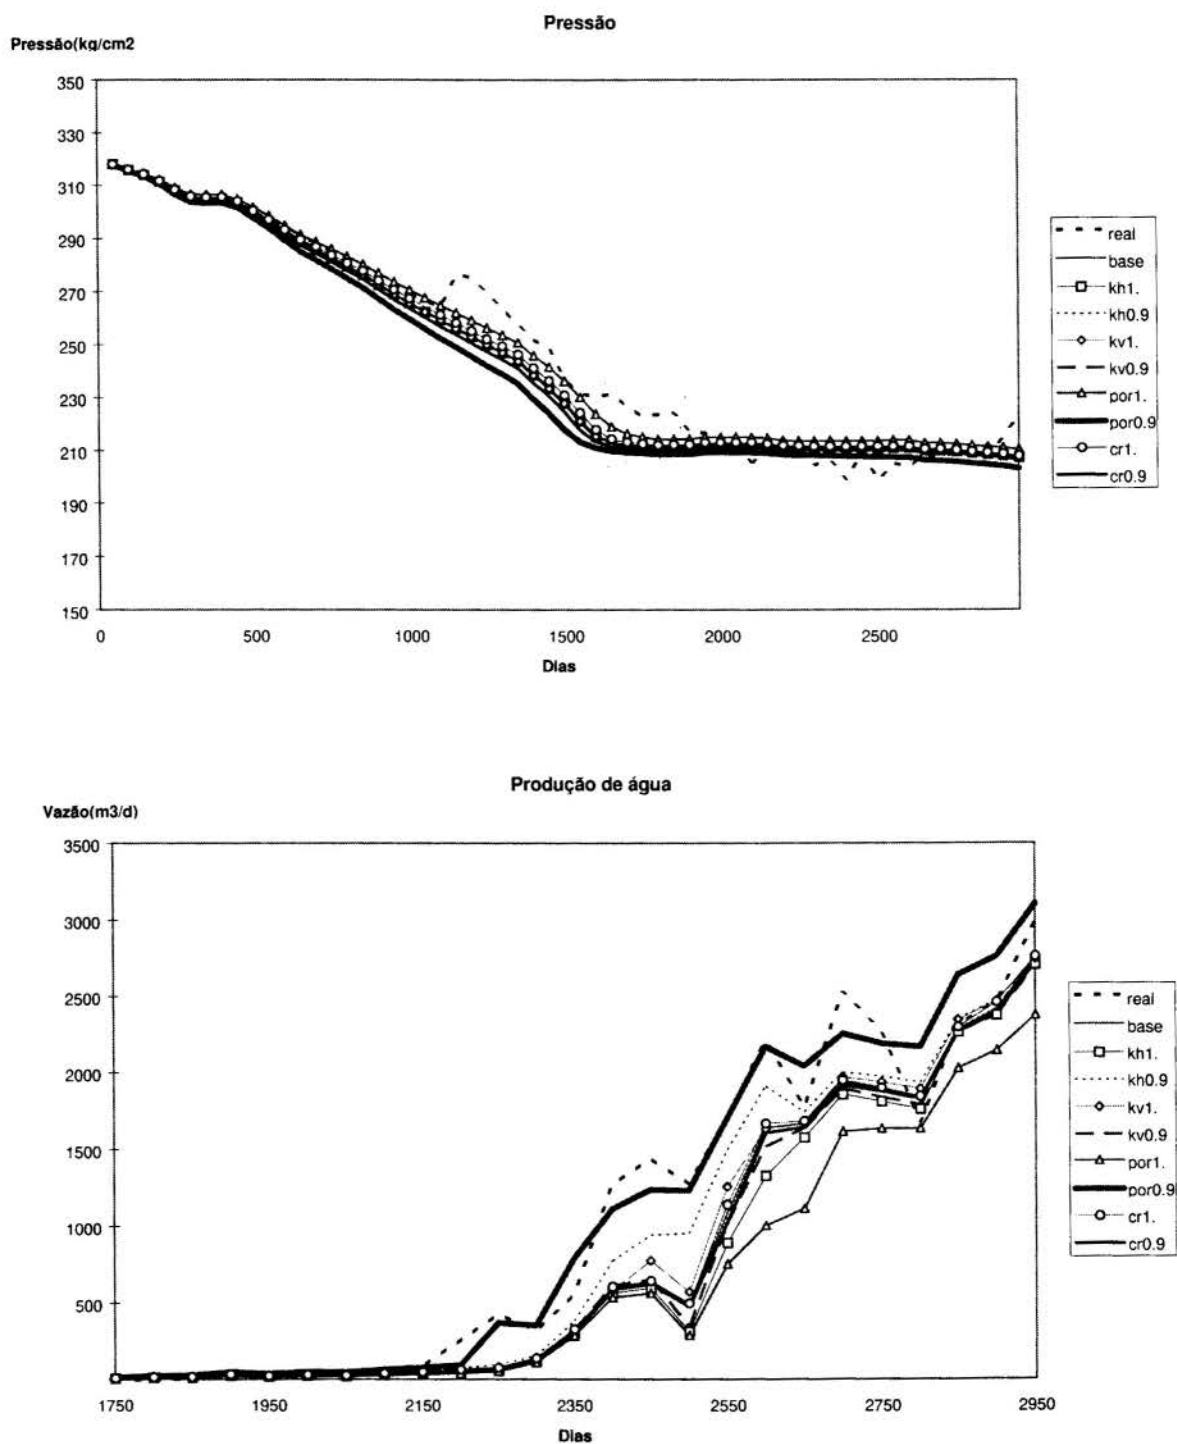 Pressão
Pressão(kg/cm2
350
330
310
290
270
250
230
210
190
170
150
0 500 1000 1500 2000 2500
Dias
real
base
kh1.
kh0.9
kv1.
kv0.9
por1.
por0.9
cr1.
cr0.9
Produção de água
Vazão(m3/d)
3500
3000
2500
2000
1500
1000
500
1750 1950 2150 2350 2550 2750 2950
Dias
real
base
kh1.
kh0.9
kv1.
kv0.9
por1.
por0.9
cr1.
cr0.9